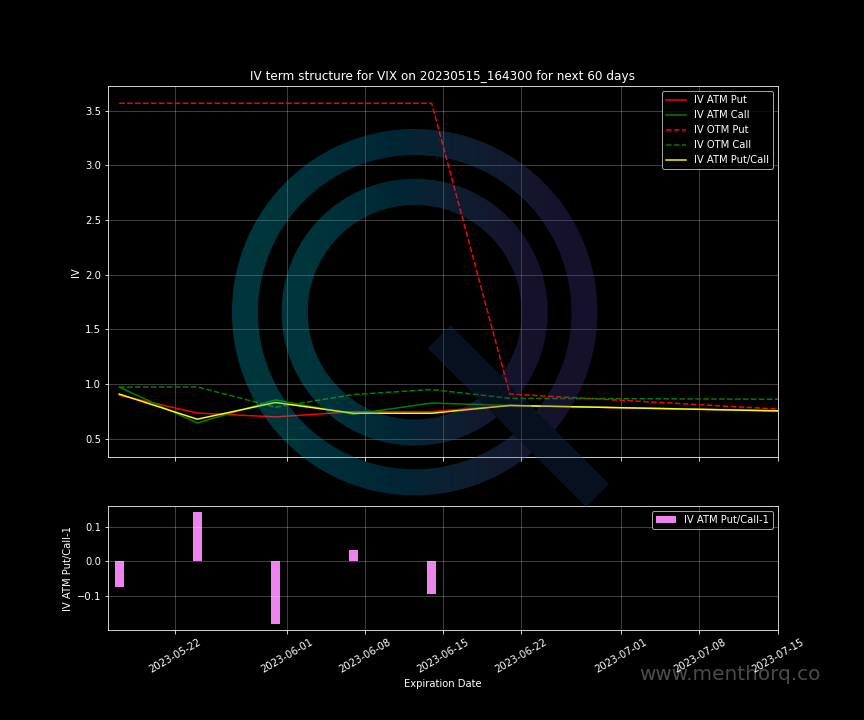 IV term structure for VIX on 20230515_164300 for next 60 days
IV ATM Put
IV ATM Call
IV OTM Put
IV OTM Call
IV ATM Put/Call
3.5
3.0
2.5
2.0
1.5
1.0
0.5
IV
IV ATM Put/Call-1
0.1
0.0
−0.1
IV ATM Put/Call-1
2023-05-22
2023-06-01
2023-06-08
2023-06-15
2023-06-22
2023-07-01
2023-07-08
2023-07-15
Expiration Date
www.menthorq.co